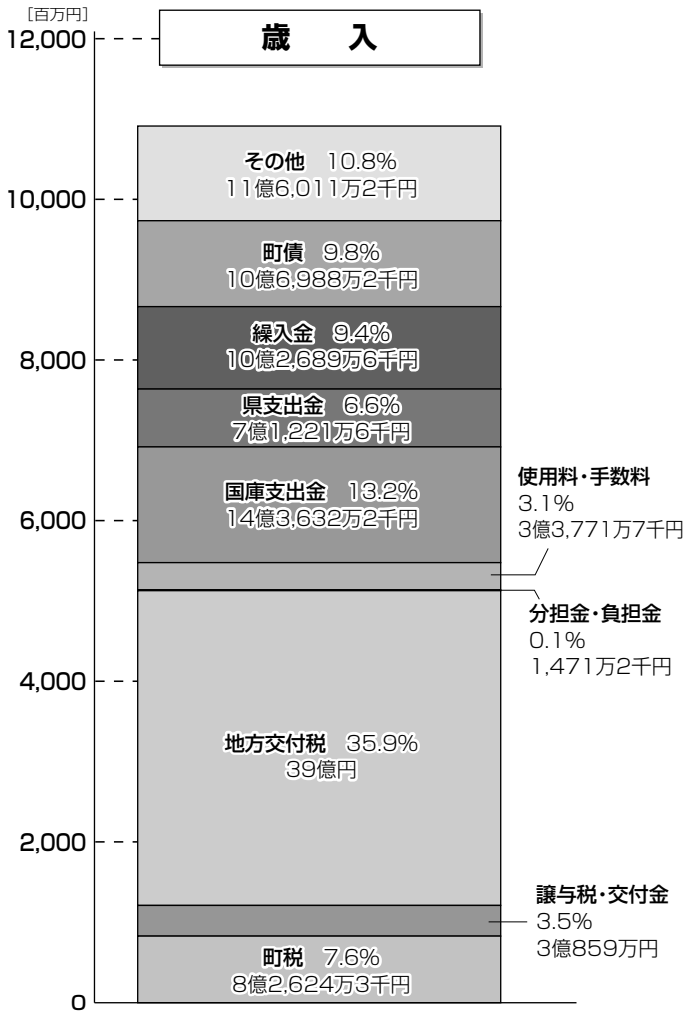 [百万円]
歳 入
12,000
10,000
8,000
6,000
4,000
2,000
0
その他 10.8%
11億6,011万2千円
町債 9.8%
10億6,988万2千円
繰入金 9.4%
10億2,689万6千円
県支出金 6.6%
7億1,221万6千円
国庫支出金 13.2%
14億3,632万2千円
使用料・手数料
3.1%
3億3,771万7千円
分担金・負担金
0.1%
1,471万2千円
地方交付税 35.9%
39億円
譲与税・交付金
3.5%
3億859万円
町税 7.6%
8億2,624万3千円